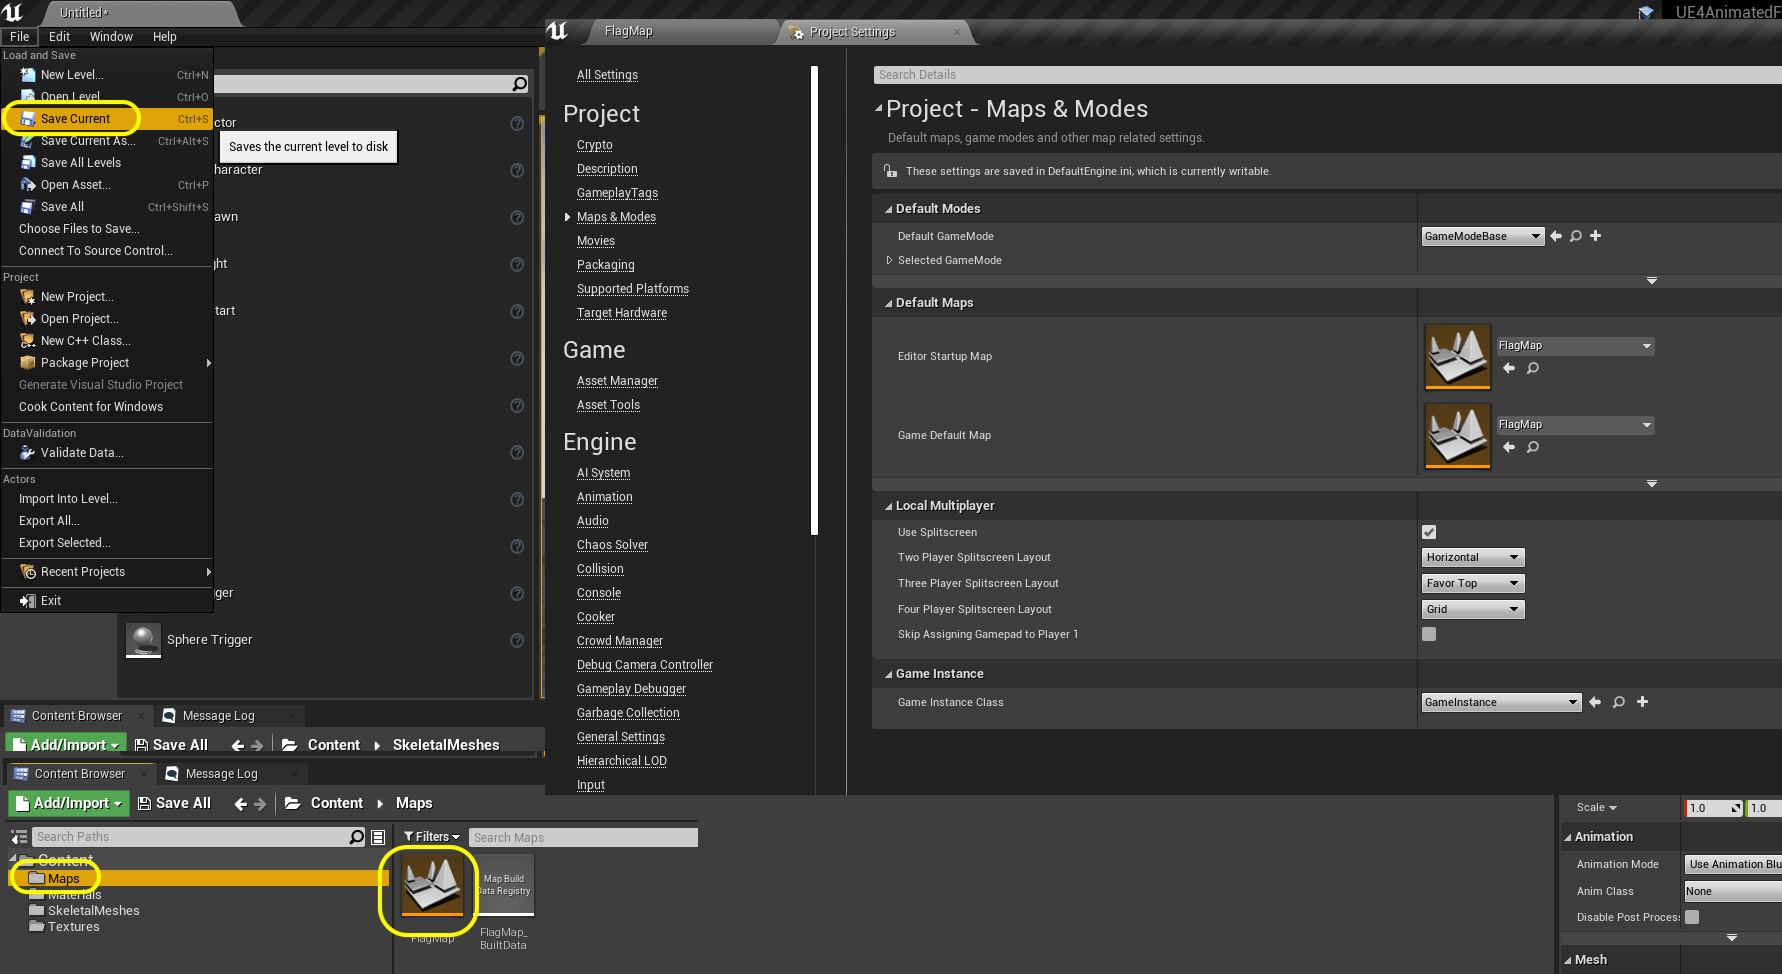 Untitled*
File Edit Window Help
Load and Save
New Level... Ctrl+N
Open Level Ctrl+O
Save Current Ctrl+S
Save Current As... Ctrl+Alt+S
Save All Levels
Open Asset... Ctrl+P
Save All Ctrl+Shift+S
Choose Files to Save...
Connect To Source Control...
Project
New Project...
Open Project...
New C++ Class...
Package Project
Generate Visual Studio Project
Cook Content for Windows
DataValidation
Validate Data...
Actors
Import Into Level...
Export All...
Export Selected...
Recent Projects
Exit
ctor
Saves the current level to disk
haracter
awn
ght
tart
ger
Sphere Trigger
Content Browser Message Log
Add/Import Save All Content SkeletalMeshes
Content Browser Message Log
Add/Import Save All Content Maps
Search Paths
Filters Search Maps
Content
Maps
Materials
SkeletalMeshes
Textures
Map Build
Data Registry
FlagMap
FlagMap_
BuiltData
UE4AnimatedF
FlagMap Project Settings
All Settings
Project
Crypto
Description
GameplayTags
Maps & Modes
Movies
Packaging
Supported Platforms
Target Hardware
Game
Asset Manager
Asset Tools
Engine
AI System
Animation
Audio
Chaos Solver
Collision
Console
Cooker
Crowd Manager
Debug Camera Controller
Gameplay Debugger
Garbage Collection
General Settings
Hierarchical LOD
Input
Search Details
Project - Maps & Modes
Default maps, game modes and other map related settings.
These settings are saved in DefaultEngine.ini, which is currently writable.
Default Modes
Default GameMode GameModeBase
Selected GameMode
Default Maps
Editor Startup Map FlagMap
Game Default Map FlagMap
Local Multiplayer
Use Splitscreen
Two Player Splitscreen Layout Horizontal
Three Player Splitscreen Layout Favor Top
Four Player Splitscreen Layout Grid
Skip Assigning Gamepad to Player 1
Game Instance
Game Instance Class GameInstance
Scale 1.0 1.0
Animation
Animation Mode Use Animation Blu
Anim Class None
Disable Post Proces
Mesh